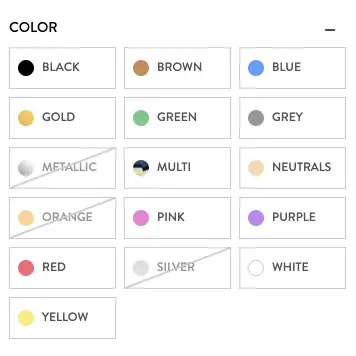 COLOR
BLACK BROWN BLUE
GOLD GREEN GREY
METALLIC MULTI NEUTRALS
ORANGE PINK PURPLE
RED SILVER WHITE
YELLOW